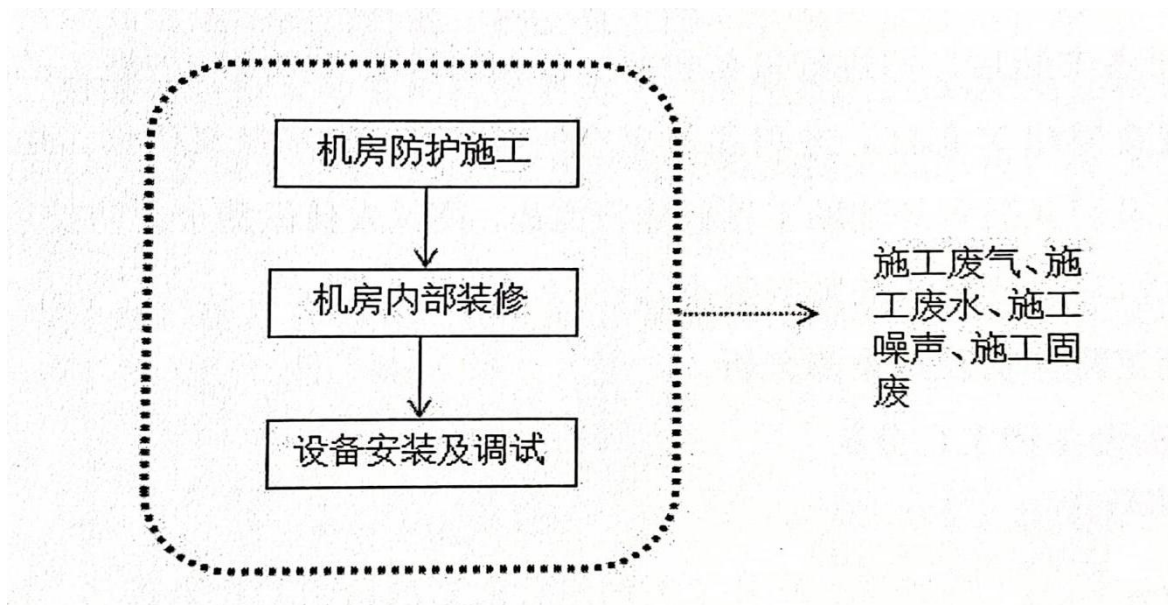 机房防护施工
机房内部装修
设备安装及调试
施工废气、施
工废水、施工
噪声、施工固
废